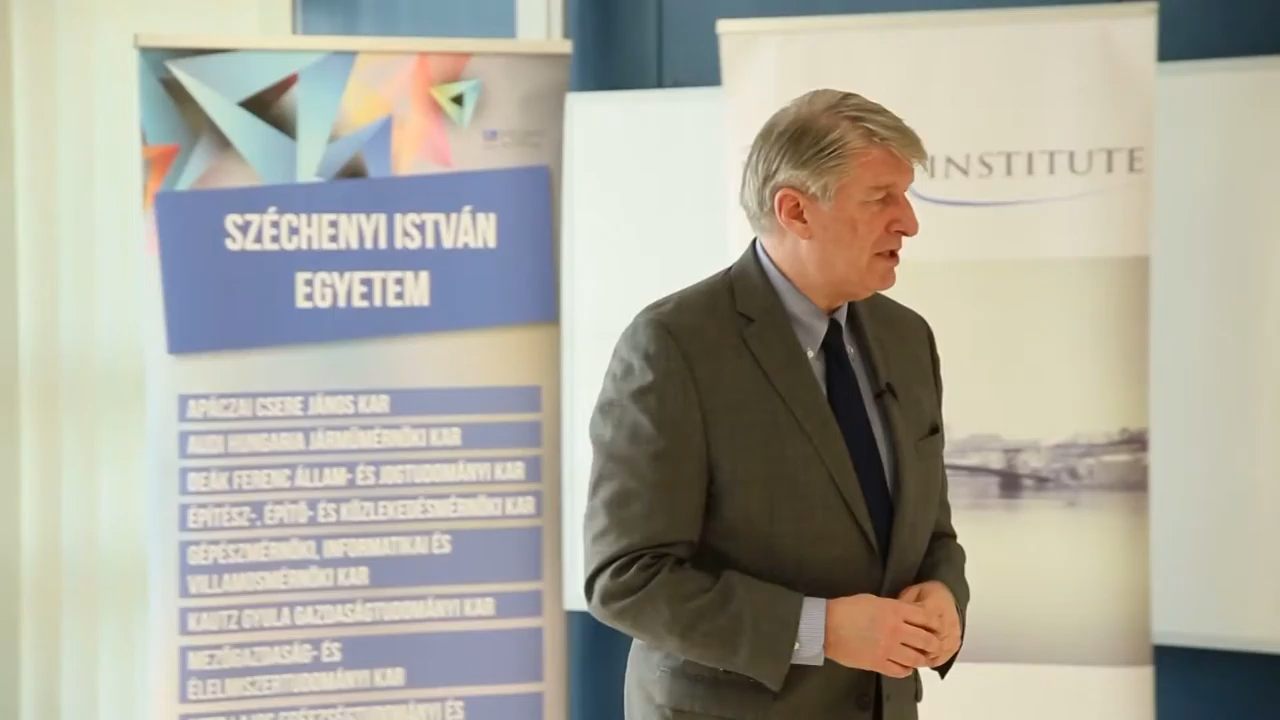 SZÉCHENYI ISTVÁN
EGYETEM
APÁCZAI CSERE JÁNOS KAR
AUDI HUNGARIA JÁRMŰMÉRNÖKI KAR
DEÁK FERENC ÁLLAM- ÉS JOGTUDOMÁNYI KAR
ÉPÍTÉSZ-, ÉPÍTŐ- ÉS KÖZLEKEDÉSMÉRNÖKI KAR
GÉPÉSZMÉRNÖKI, INFORMATIKAI ÉS
VILLAMOSMÉRNÖKI KAR
KAUTZ GYULA GAZDASÁGTUDOMÁNYI KAR
MEZŐGAZDASÁG- ÉS
ÉLELMISZERTUDOMÁNYI KAR
INSTITUTE